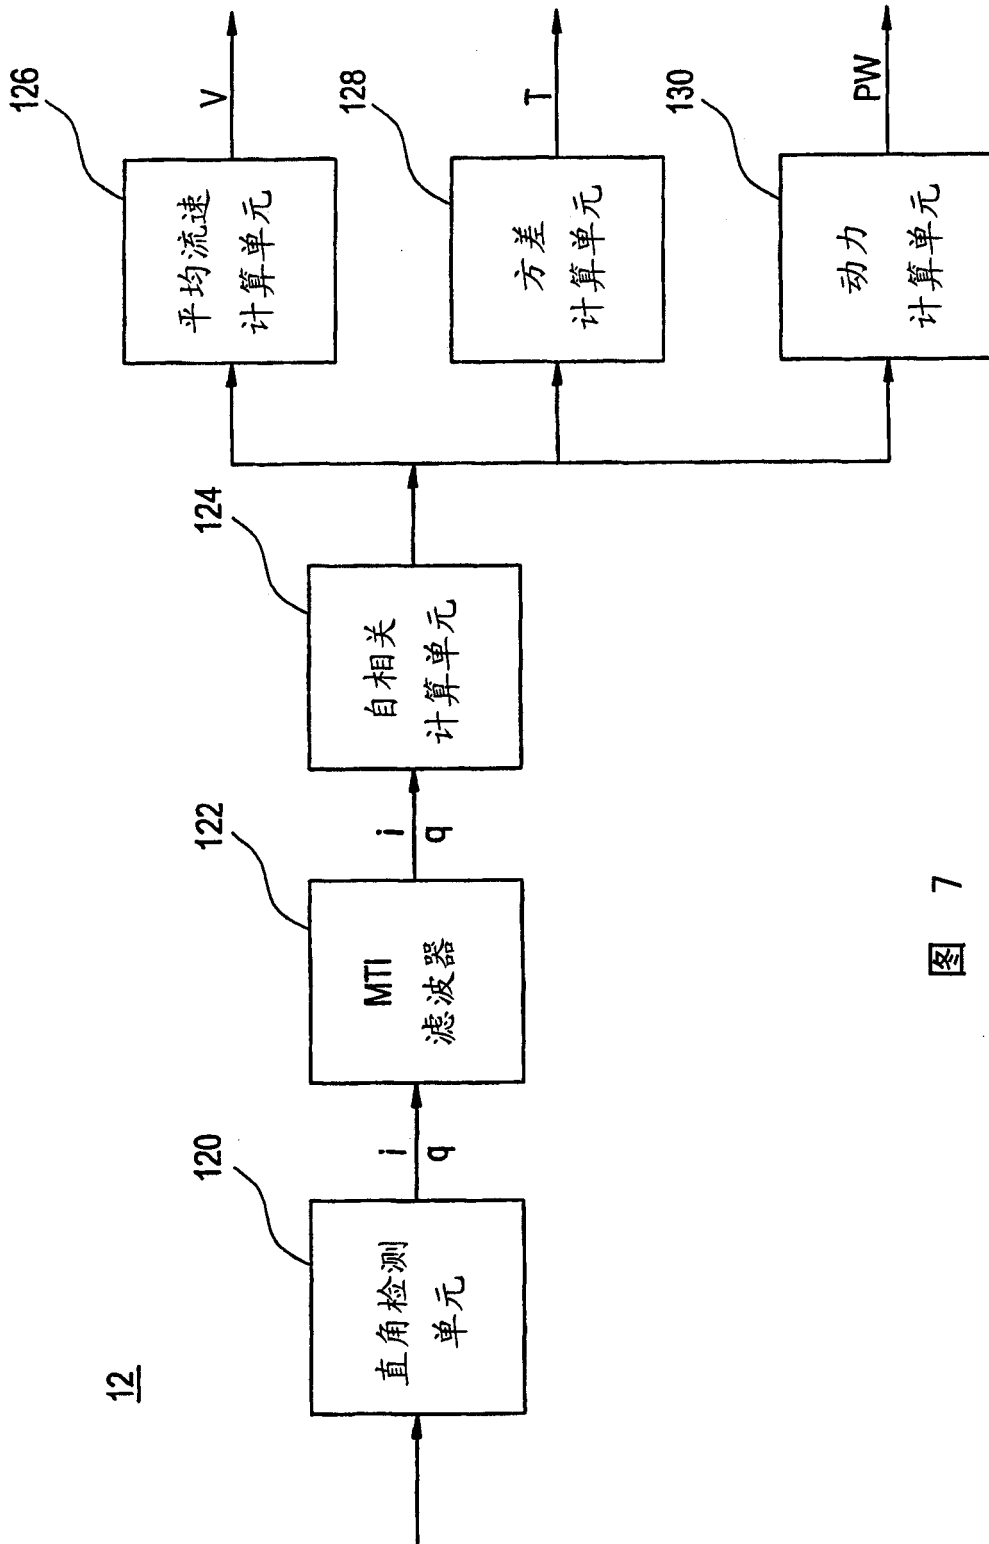 12
120
直角检测
单元
i
q
122
MTI
滤波器
i
q
124
自相关
计算单元
126
平均流速
计算单元
V
128
方差
计算单元
T
130
动力
计算单元
PW
图 7